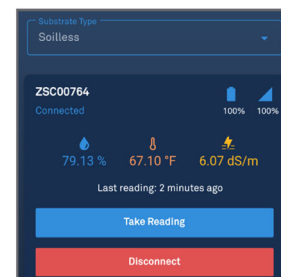 Substrate Type
Soilless
ZSC00764
Connected
100% 100%
79.13 % 67.10 °F 6.07 dS/m
Last reading: 2 minutes ago
Take Reading
Disconnect